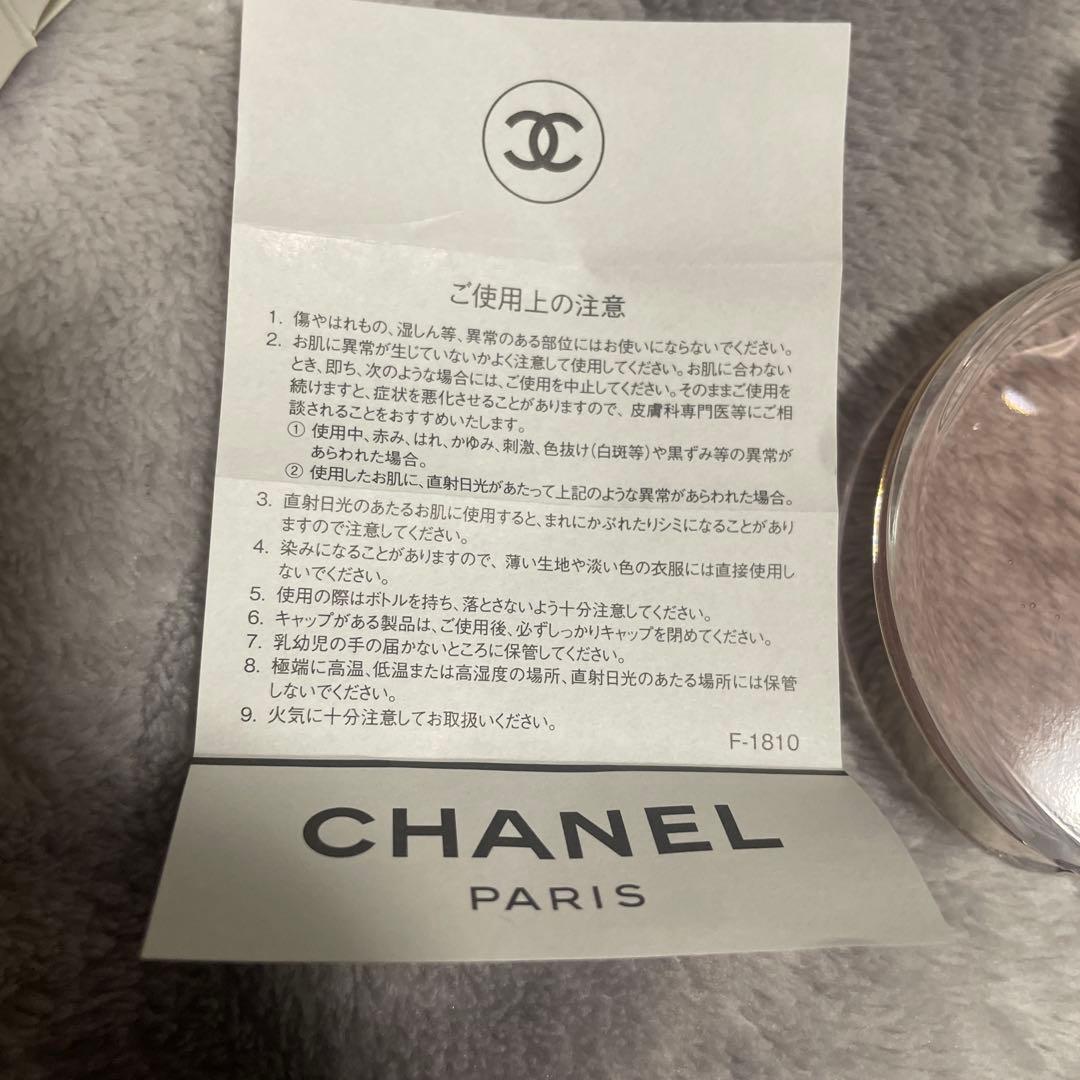 ご使用上の注意
1. 傷やはれもの、湿しん等、異常のある部位にはお使いにならないでください。
2. お肌に異常が生じていないかよく注意して使用してください。お肌に合わない
とき、即ち、次のような場合には、ご使用を中止してください。そのままご使用を
続けますと、症状を悪化させることがありますので、皮膚科専門医等にご相
談されることをおすすめいたします。
① 使用中、赤み、はれ、かゆみ、刺激、色抜け(白斑等)や黒ずみ等の異常が
あらわれた場合。
② 使用したお肌に、直射日光があたって上記のような異常があらわれた場合。
3. 直射日光のあたるお肌に使用すると、まれにかぶれたりシミになることがあり
ますので注意してください。
4. 染みになることがありますので、薄い生地や淡い色の衣服には直接使用し
ないでください。
5. 使用の際はボトルを持ち、落とさないよう十分注意してください。
6. キャップがある製品は、ご使用後、必ずしっかりキャップを閉めてください。
7. 乳幼児の手の届かないところに保管してください。
8. 極端に高温、低温または高湿度の場所、直射日光のあたる場所には保管
しないでください。
9. 火気に十分注意してお取扱いください。
F-1810
CHANEL
PARIS